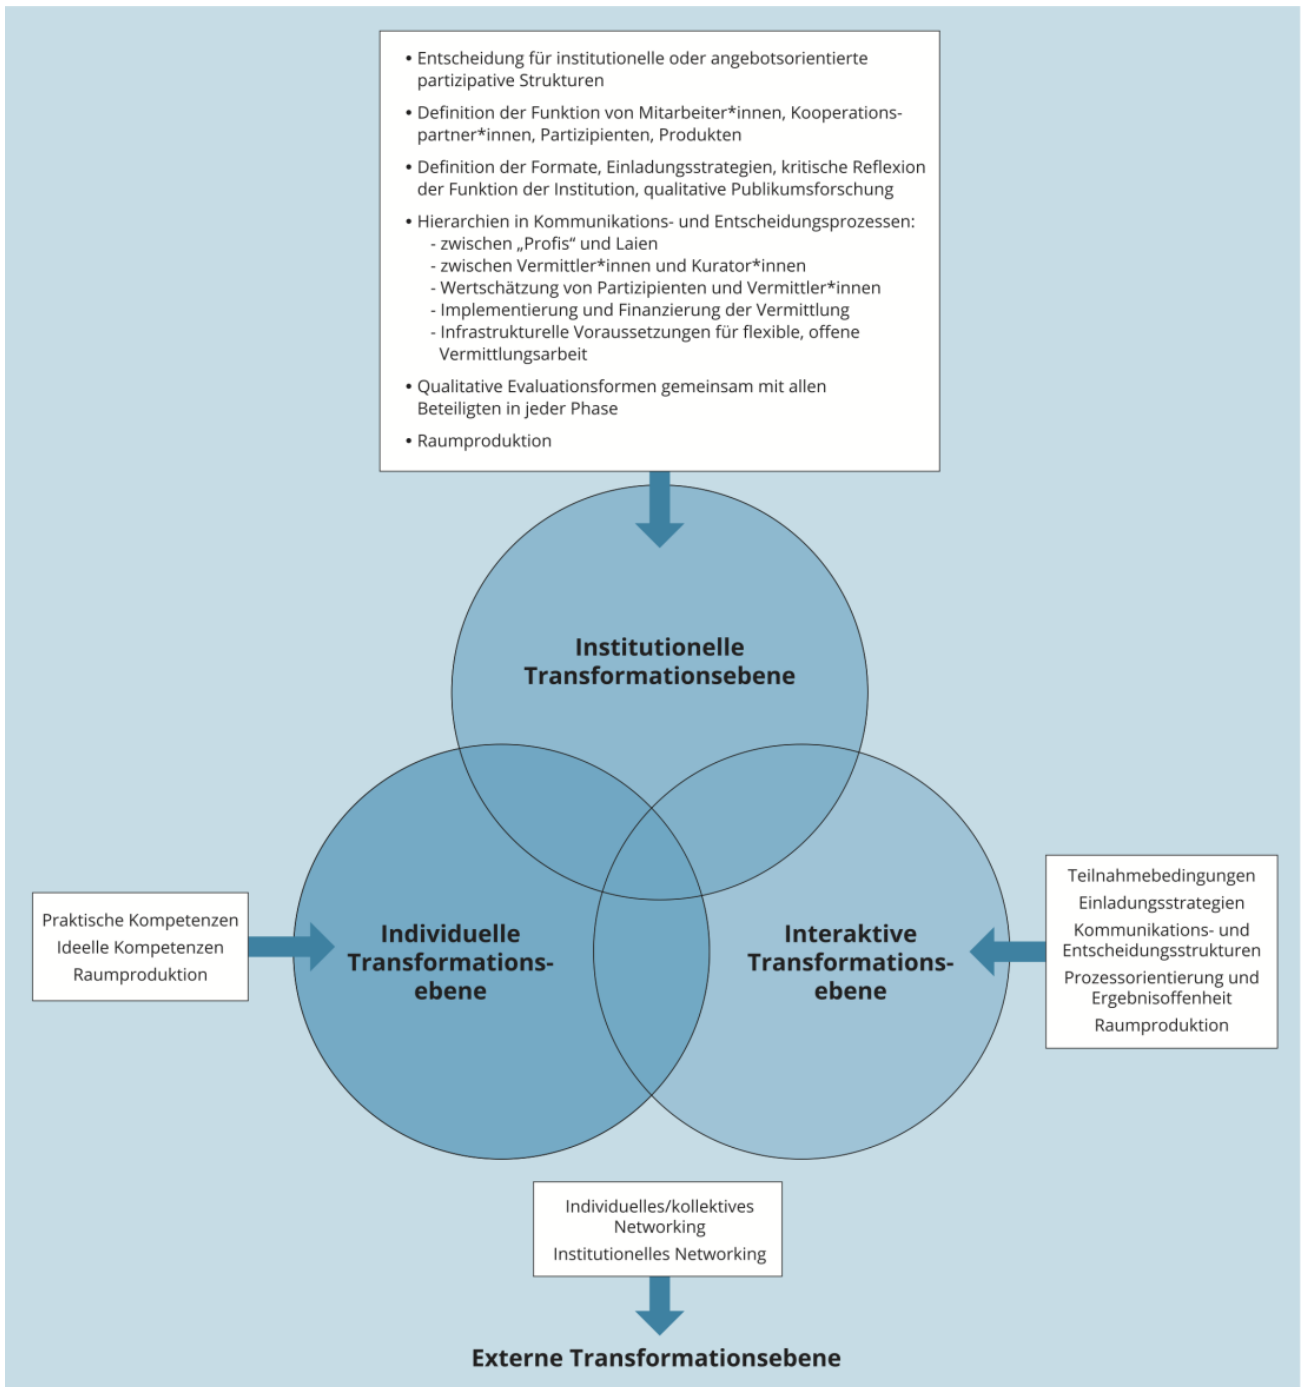 • Entscheidung für institutionelle oder angebotsorientierte
partizipative Strukturen
• Definition der Funktion von Mitarbeiter*innen, Kooperations-
partner*innen, Partizipienten, Produkten
• Definition der Formate, Einladungsstrategien, kritische Reflexion
der Funktion der Institution, qualitative Publikumsforschung
• Hierarchien in Kommunikations- und Entscheidungsprozessen:
- zwischen „Profis“ und Laien
- zwischen Vermittler*innen und Kurator*innen
- Wertschätzung von Partizipienten und Vermittler*innen
- Implementierung und Finanzierung der Vermittlung
- Infrastrukturelle Voraussetzungen für flexible, offene
Vermittlungsarbeit
• Qualitative Evaluationsformen gemeinsam mit allen
Beteiligten in jeder Phase
• Raumproduktion
Institutionelle
Transformationsebene
Praktische Kompetenzen
Ideelle Kompetenzen
Raumproduktion
Individuelle
Transformations-
ebene
Interaktive
Transformations-
ebene
Teilnahmebedingungen
Einladungsstrategien
Kommunikations- und
Entscheidungsstrukturen
Prozessorientierung und
Ergebnisoffenheit
Raumproduktion
Individuelles/kollektives
Networking
Institutionelles Networking
Externe Transformationsebene